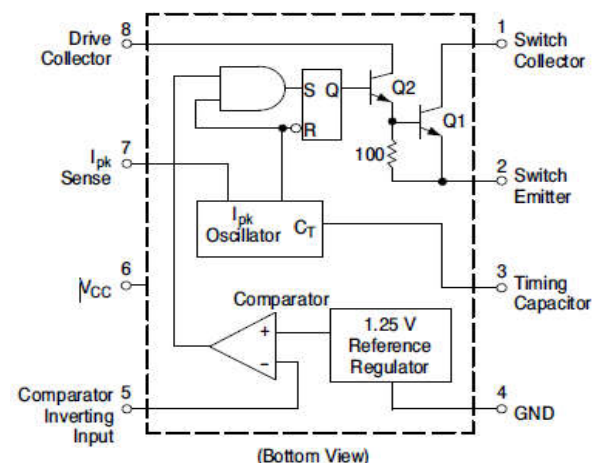 8
Drive
Collector
1
Switch
Collector
S Q
R
Q2
Q1
100
7
Ipk
Sense
2
Switch
Emitter
Ipk
Oscillator
CT
6
VCC
3
Timing
Capacitor
Comparator
+
−
1.25 V
Reference
Regulator
5
Comparator
Inverting
Input
4
GND
(Bottom View)